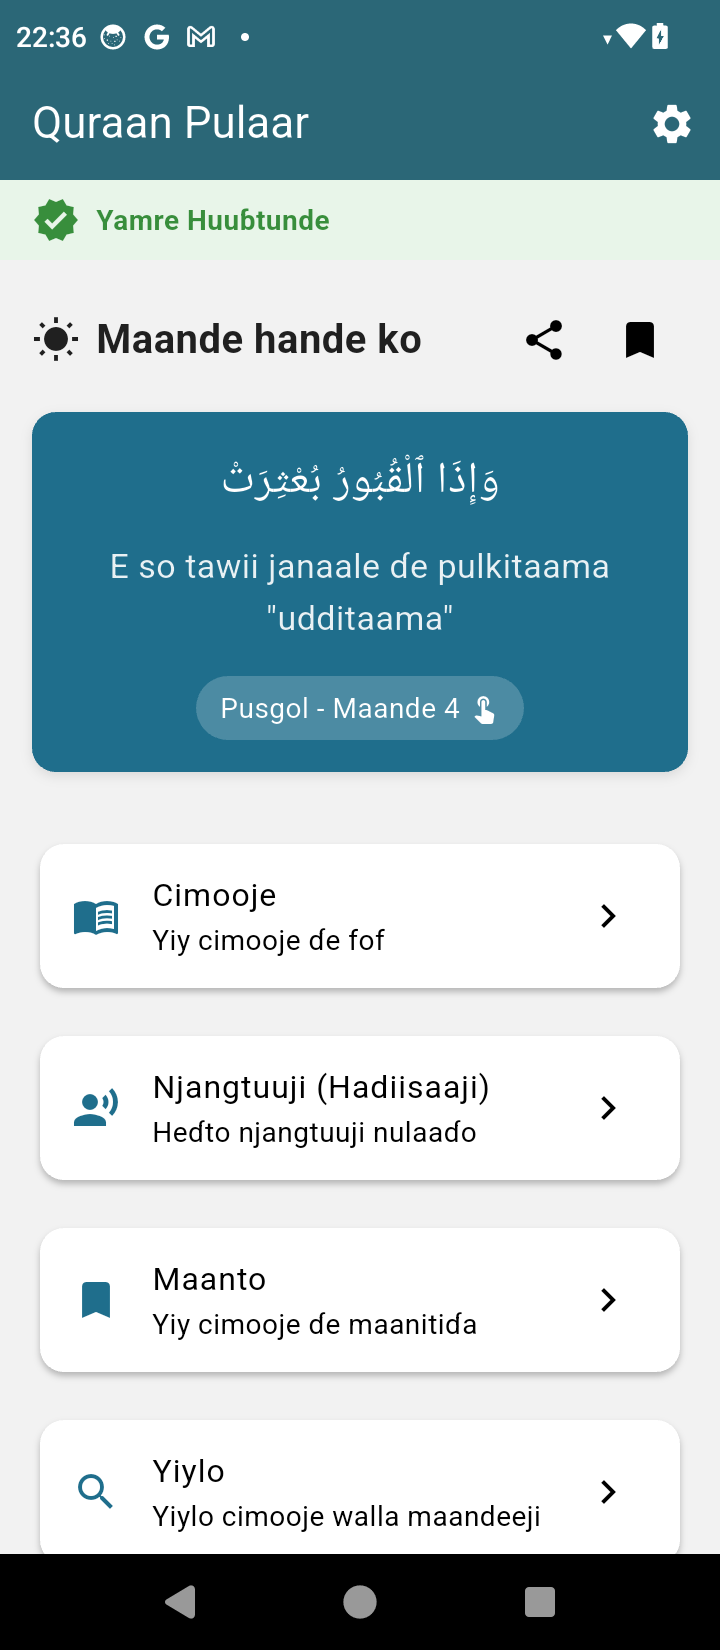 22:36
Quraan Pulaar
Yamre Huuɓtunde
Maande hande ko
وَإِذَا ٱلْقُبُورُ بُعْثِرَتْ
E so tawii janaale ɗe pulkitaama
"udditaama"
Pusgol - Maande 4
Cimooje
Yiy cimooje ɗe fof
Njangtuuji (Hadiisaaji)
Heɗto njangtuuji nulaaɗo
Maanto
Yiy cimooje ɗe maanitiɗa
Yiylo
Yiylo cimooje walla maandeeji